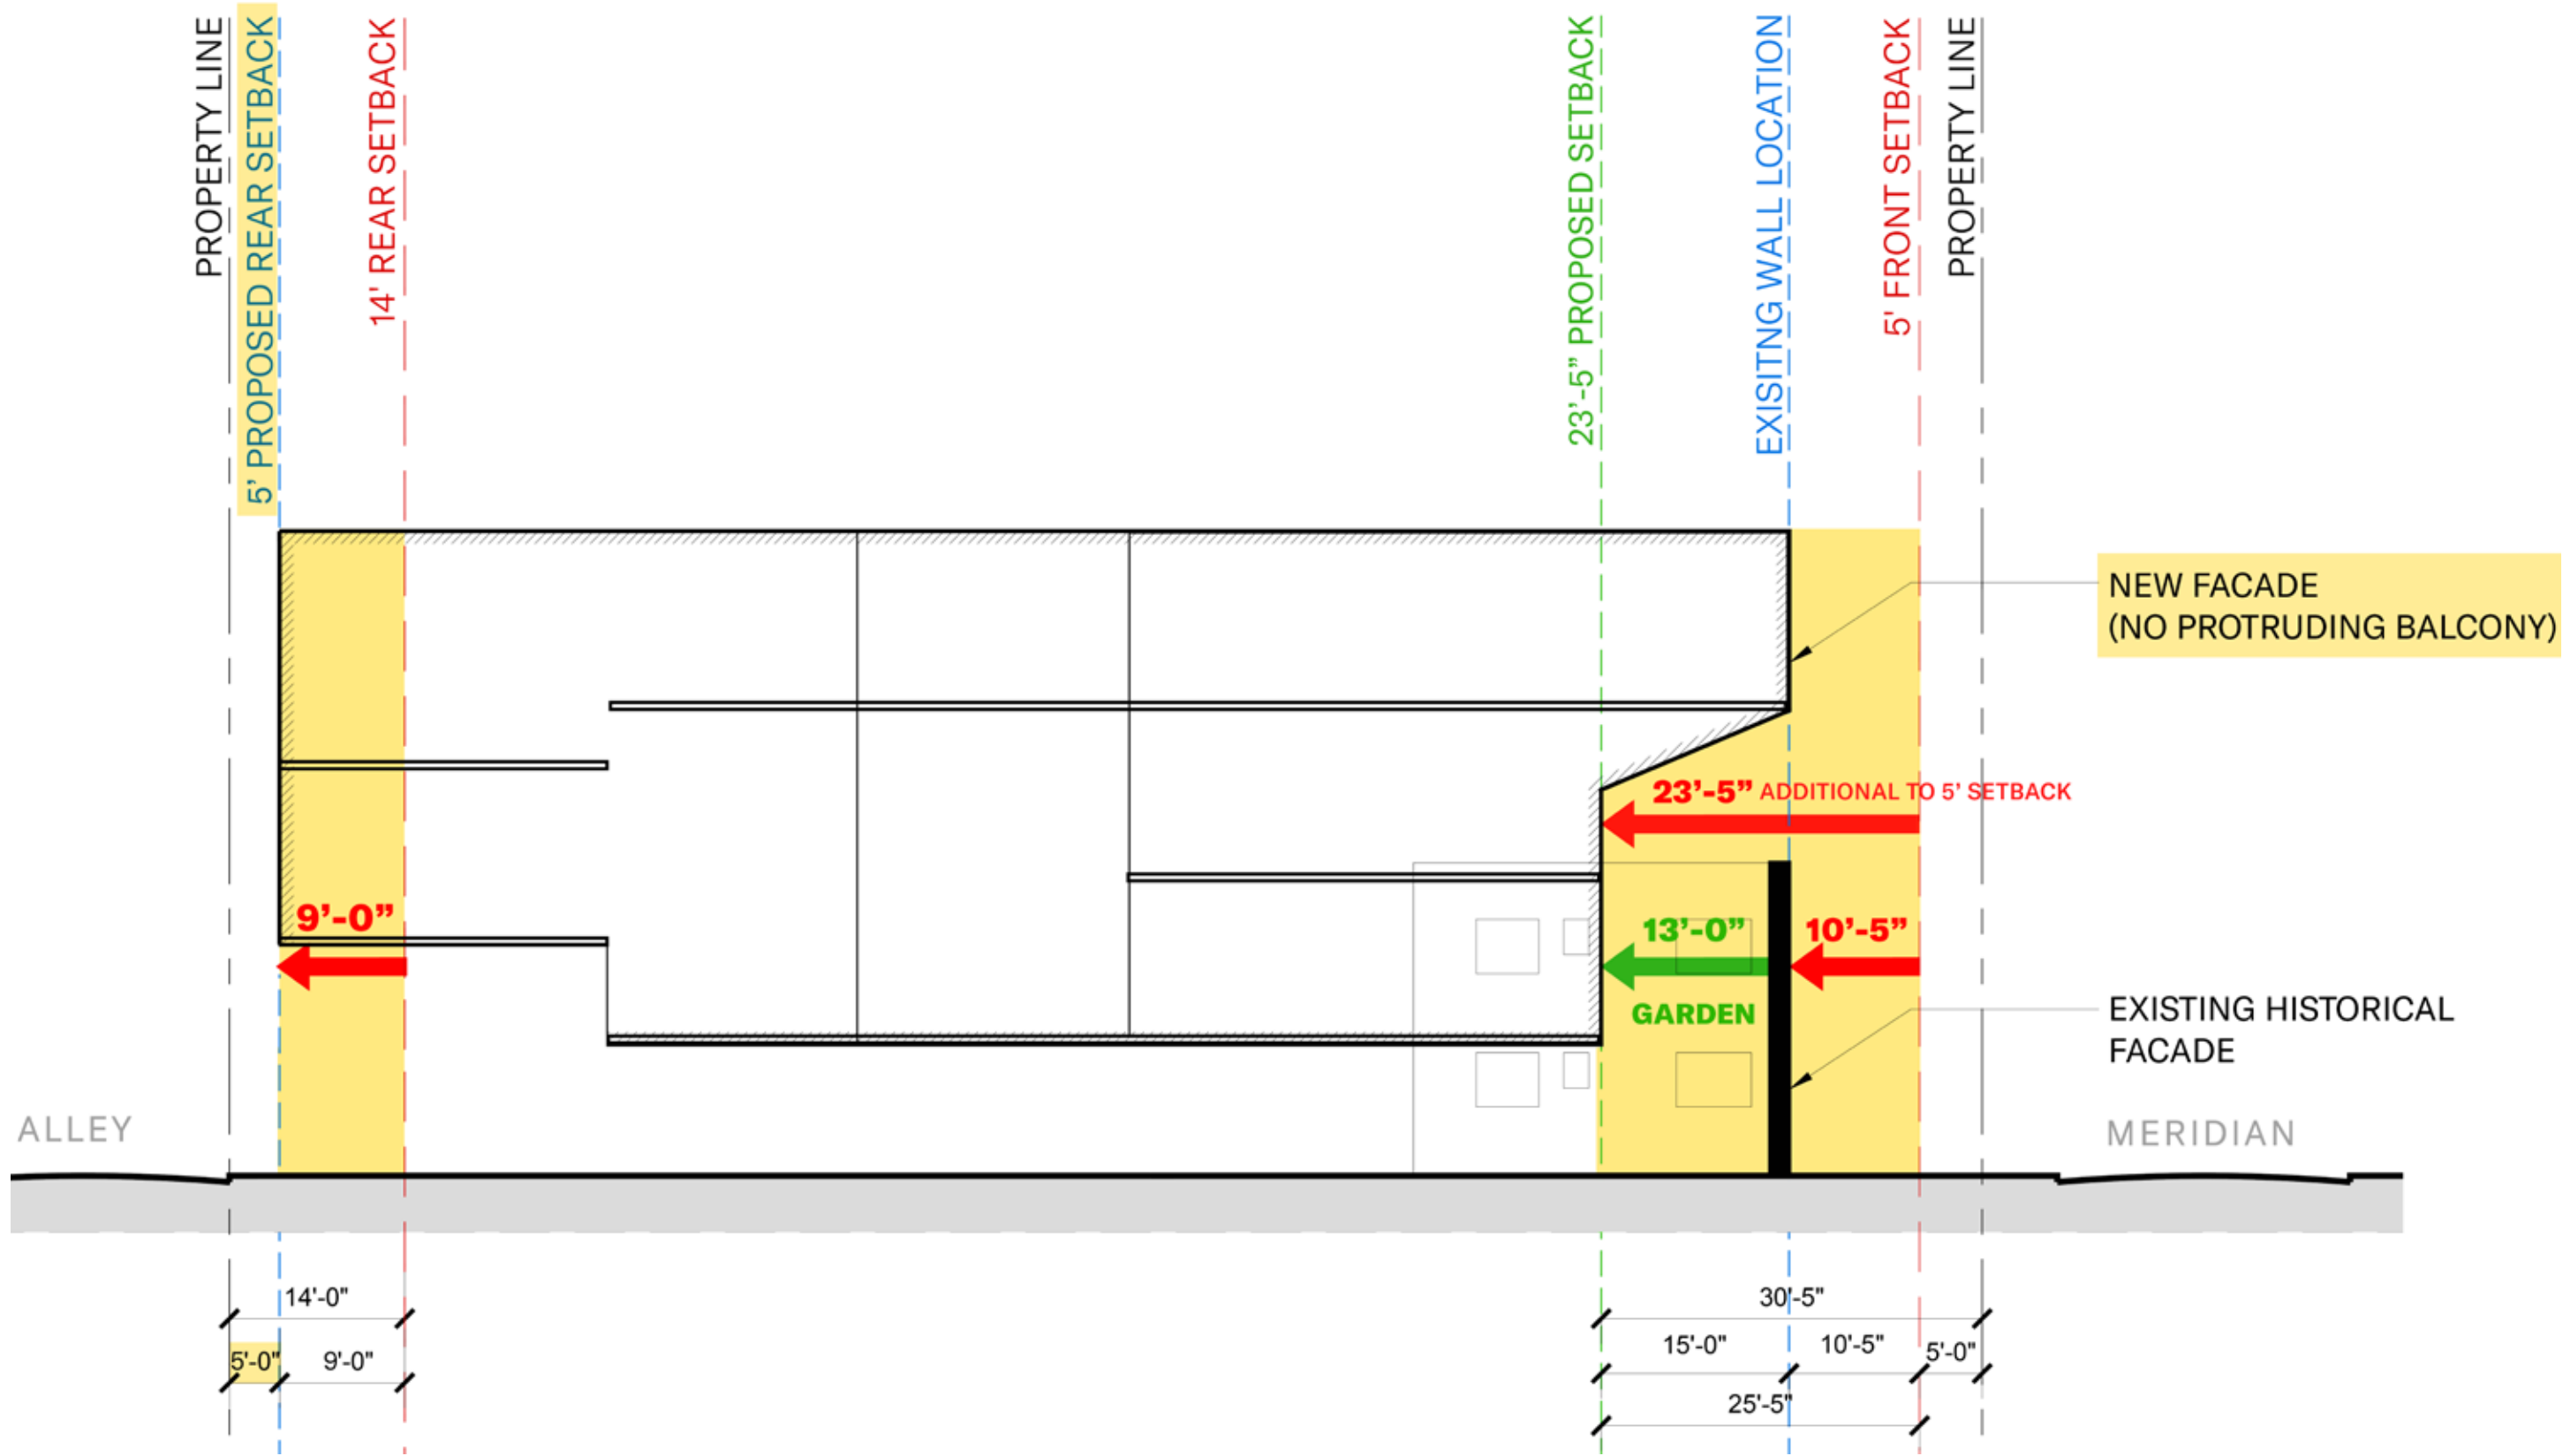 PROPERTY LINE
5’ PROPOSED REAR SETBACK
14' REAR SETBACK
23’-5” PROPOSED SETBACK
EXISITNG WALL LOCATION
5' FRONT SETBACK
PROPERTY LINE
NEW FACADE
(NO PROTRUDING BALCONY)
23’-5” ADDITIONAL TO 5’ SETBACK
9’-0”
13’-0”
10’-5”
GARDEN
EXISTING HISTORICAL
FACADE
ALLEY
MERIDIAN
14'-0"
30'-5"
5'-0"
9'-0"
15'-0"
10'-5"
5'-0"
25'-5"